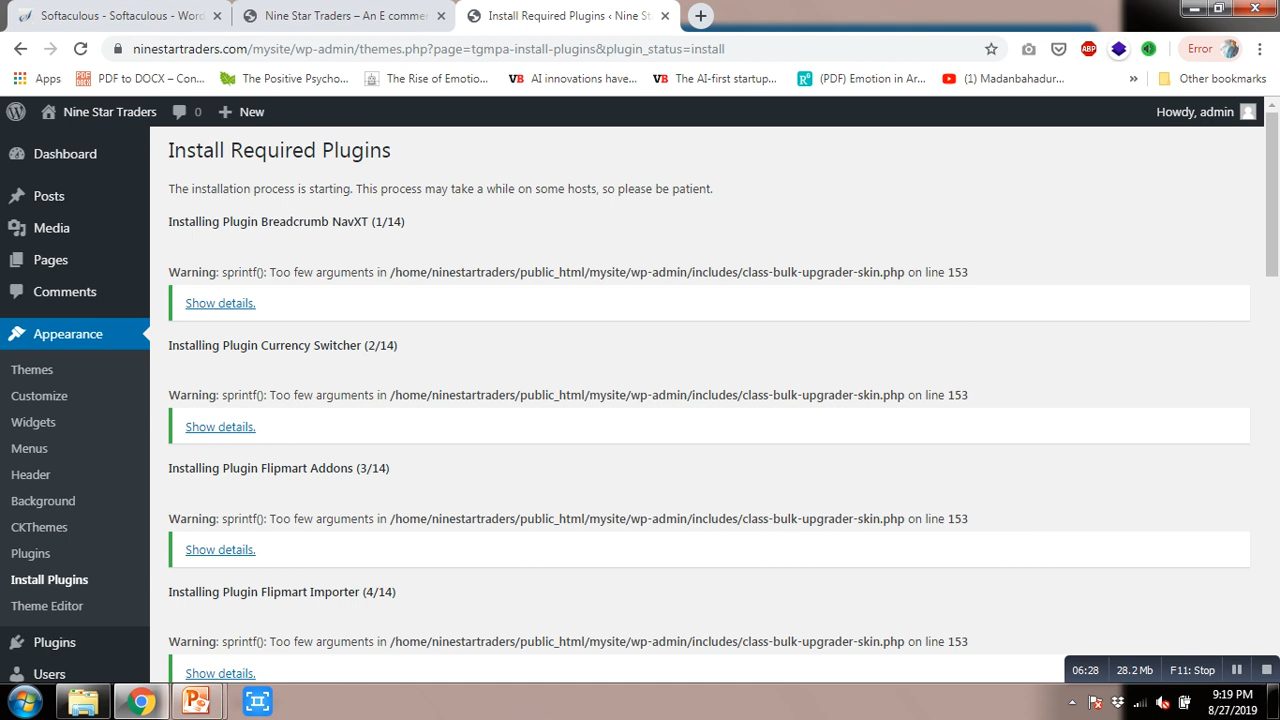 Softaculous - Softaculous - Word
Nine Star Traders – An E comme
Install Required Plugins ‹ Nine St
ninestartraders.com/mysite/wp-admin/themes.php?page=tgmpa-install-plugins&plugin_status=install
ABP
Error
Apps
PDF to DOCX – Con...
The Positive Psycho...
The Rise of Emotio...
VB AI innovations have...
VB The AI-first startup...
(PDF) Emotion in Ar...
(1) Madanbahadur...
»
Other bookmarks
Nine Star Traders
0
New
Howdy, admin
Dashboard
Posts
Media
Pages
Comments
Appearance
Themes
Customize
Widgets
Menus
Header
Background
CKThemes
Plugins
Install Plugins
Theme Editor
Plugins
Users
Install Required Plugins
The installation process is starting. This process may take a while on some hosts, so please be patient.
Installing Plugin Breadcrumb NavXT (1/14)
Warning: sprintf(): Too few arguments in /home/ninestartraders/public_html/mysite/wp-admin/includes/class-bulk-upgrader-skin.php on line 153
Show details.
Installing Plugin Currency Switcher (2/14)
Warning: sprintf(): Too few arguments in /home/ninestartraders/public_html/mysite/wp-admin/includes/class-bulk-upgrader-skin.php on line 153
Show details.
Installing Plugin Flipmart Addons (3/14)
Warning: sprintf(): Too few arguments in /home/ninestartraders/public_html/mysite/wp-admin/includes/class-bulk-upgrader-skin.php on line 153
Show details.
Installing Plugin Flipmart Importer (4/14)
Warning: sprintf(): Too few arguments in /home/ninestartraders/public_html/mysite/wp-admin/includes/class-bulk-upgrader-skin.php on line 153
Show details.
06:28
28.2 Mb
F11: Stop
9:19 PM
8/27/2019